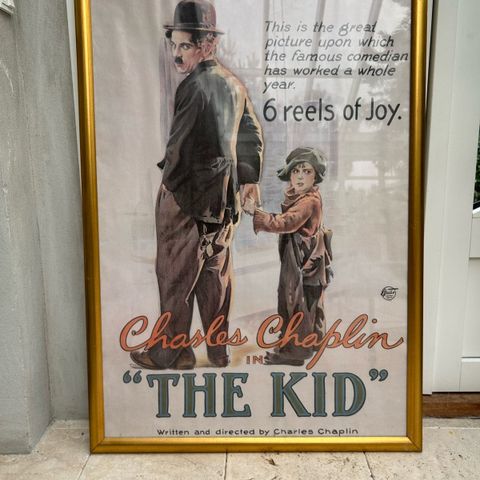 This is the great
picture upon which
the famous comedian
has worked a whole
year.
6 reels of Joy.
Charles Chaplin
IN
"THE KID"
Written and directed by Charles Chaplin